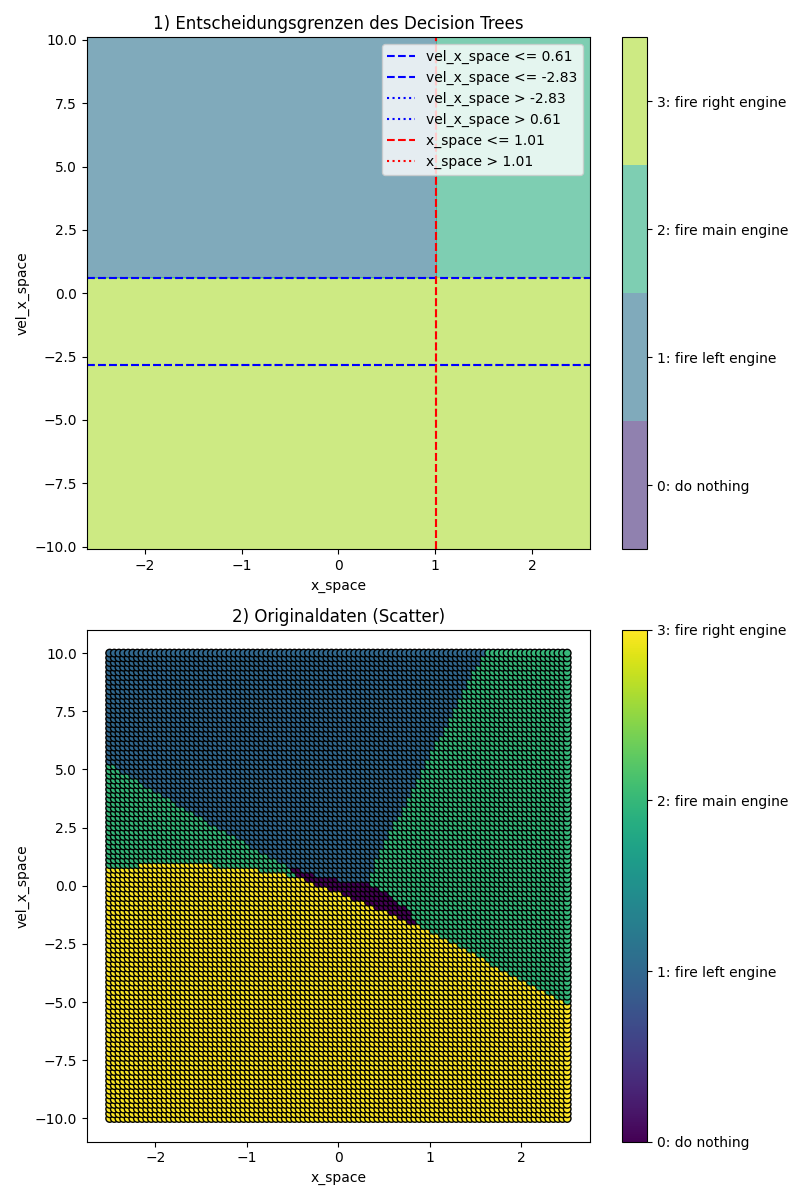 1) Entscheidungsgrenzen des Decision Trees
vel_x_space
10.0
7.5
5.0
2.5
0.0
−2.5
−5.0
−7.5
−10.0
vel_x_space <= 0.61
vel_x_space <= -2.83
vel_x_space > -2.83
vel_x_space > 0.61
x_space <= 1.01
x_space > 1.01
−2
−1
0
1
2
x_space
3: fire right engine
2: fire main engine
1: fire left engine
0: do nothing
2) Originaldaten (Scatter)
vel_x_space
10.0
7.5
5.0
2.5
0.0
−2.5
−5.0
−7.5
−10.0
−2
−1
0
1
2
x_space
3: fire right engine
2: fire main engine
1: fire left engine
0: do nothing